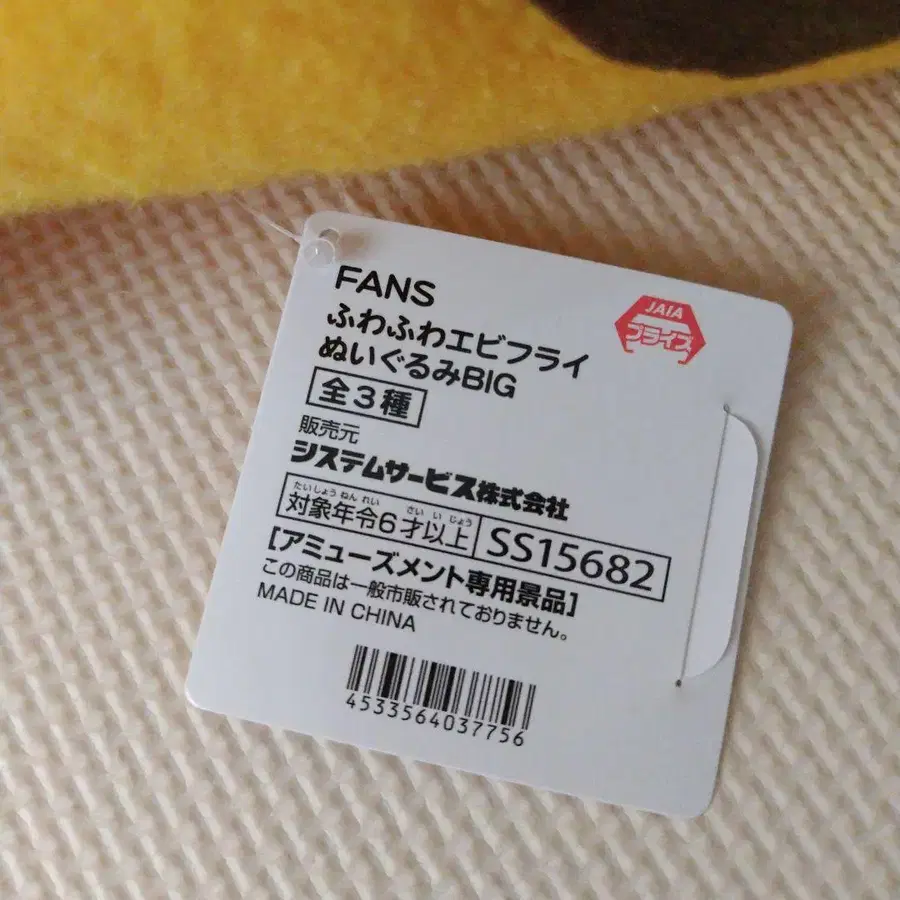 FANS
JAIA
プライズ
ふわふわエビフライ
ぬいぐるみBIG
全3種
販売元
システムサービス株式会社
たいしょう ねん れい さい い じょう
対象年令6才以上 SS15682
[アミューズメント専用景品]
この商品は一般市販されておりません。
MADE IN CHINA
4533564037756